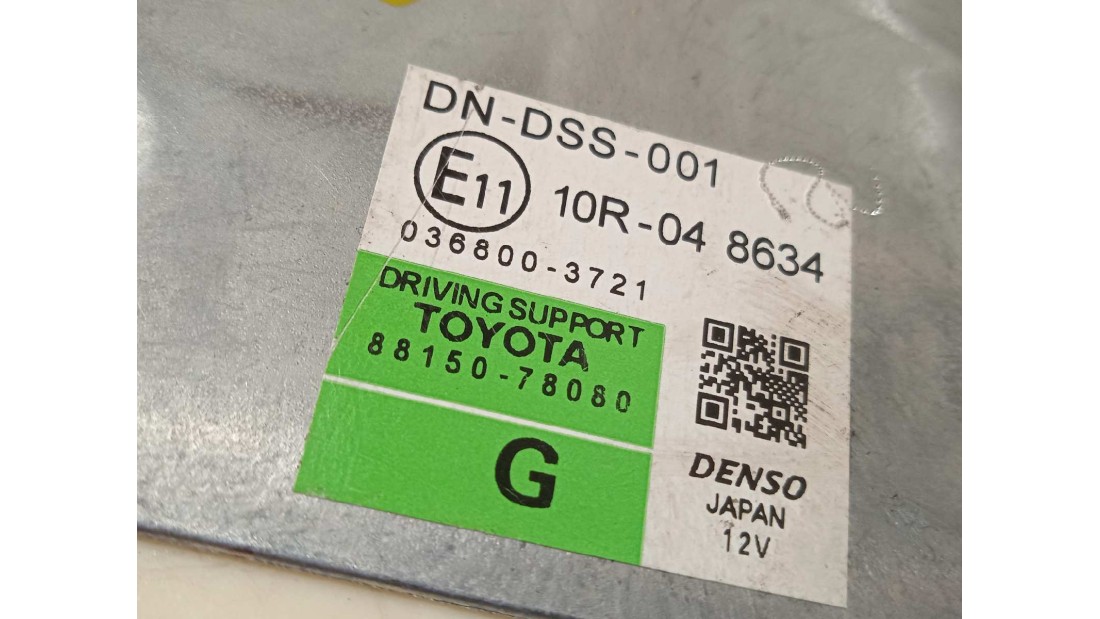 DN-DSS-001
E11 10R-04 8634
036800-3721
DRIVING SUPPORT
TOYOTA
88150-78080
G
DENSO
JAPAN
12V